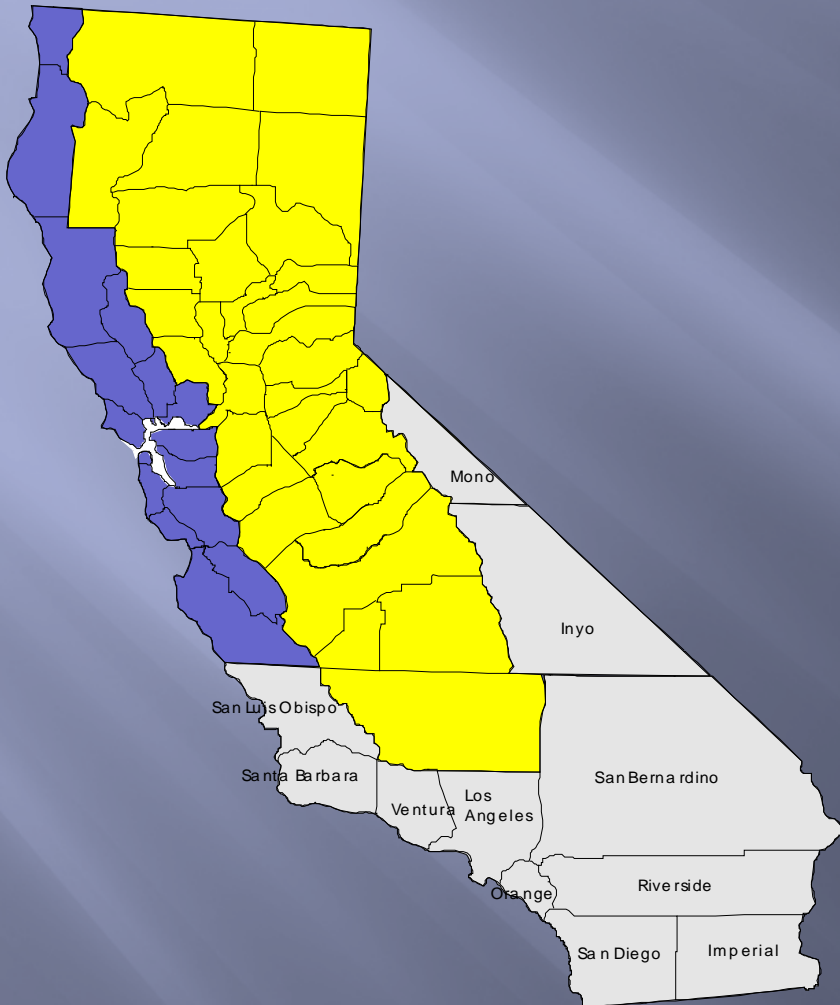 Mono
Inyo
San Luis Obispo
Santa Barbara
San Bernardino
Ventura
Los
Angeles
Orange
Riverside
San Diego
Imperial